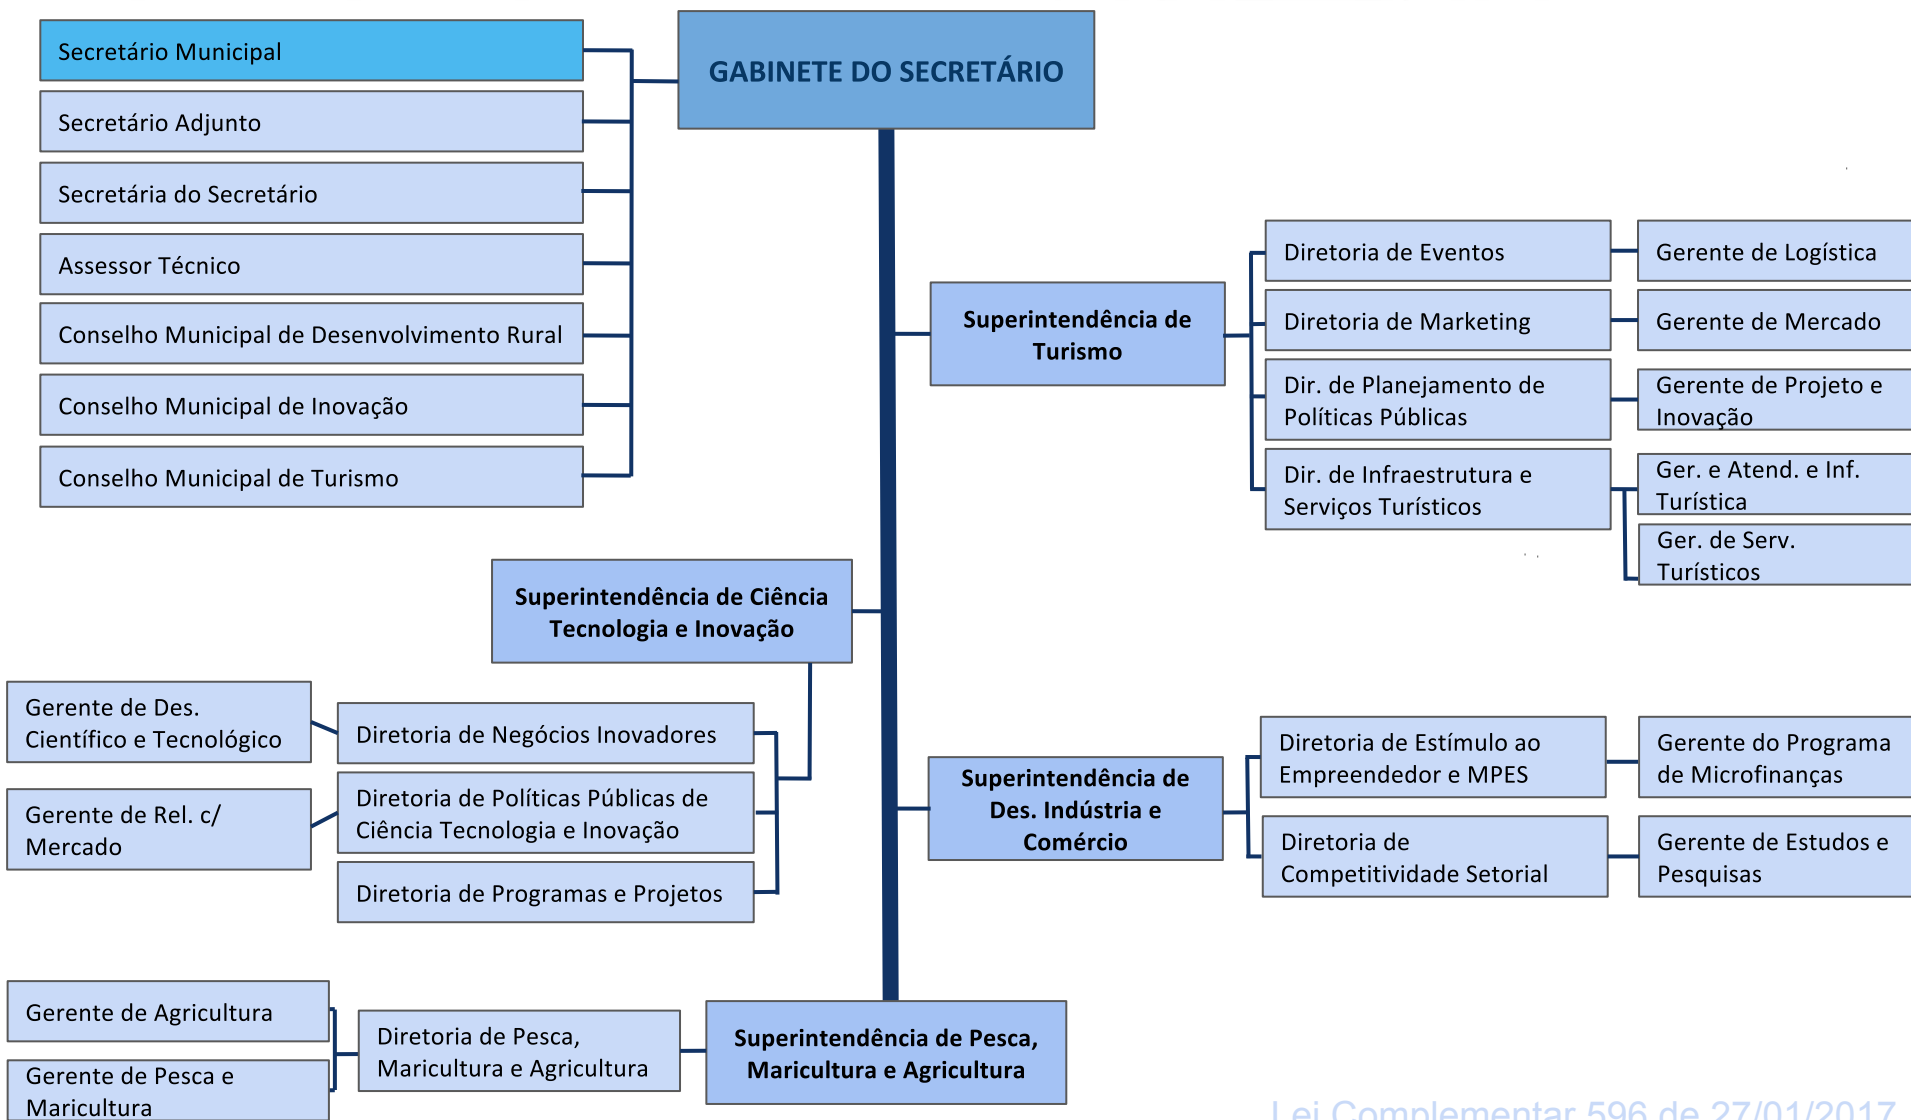 GABINETE DO SECRETÁRIO
Secretário Municipal
Secretário Adjunto
Secretária do Secretário
Assessor Técnico
Conselho Municipal de Desenvolvimento Rural
Conselho Municipal de Inovação
Conselho Municipal de Turismo
Superintendência de
Turismo
Diretoria de Eventos
Gerente de Logística
Diretoria de Marketing
Gerente de Mercado
Dir. de Planejamento de
Políticas Públicas
Gerente de Projeto e
Inovação
Dir. de Infraestrutura e
Serviços Turísticos
Ger. e Atend. e Inf.
Turística
Ger. de Serv.
Turísticos
Superintendência de Ciência
Tecnologia e Inovação
Gerente de Des.
Científico e Tecnológico
Diretoria de Negócios Inovadores
Gerente de Rel. c/
Mercado
Diretoria de Políticas Públicas de
Ciência Tecnologia e Inovação
Diretoria de Programas e Projetos
Superintendência de
Des. Indústria e
Comércio
Diretoria de Estímulo ao
Empreendedor e MPES
Gerente do Programa
de Microfinanças
Diretoria de
Competitividade Setorial
Gerente de Estudos e
Pesquisas
Gerente de Agricultura
Gerente de Pesca e
Maricultura
Diretoria de Pesca,
Maricultura e Agricultura
Superintendência de Pesca,
Maricultura e Agricultura
Lei Complementar 596 de 27/01/2017